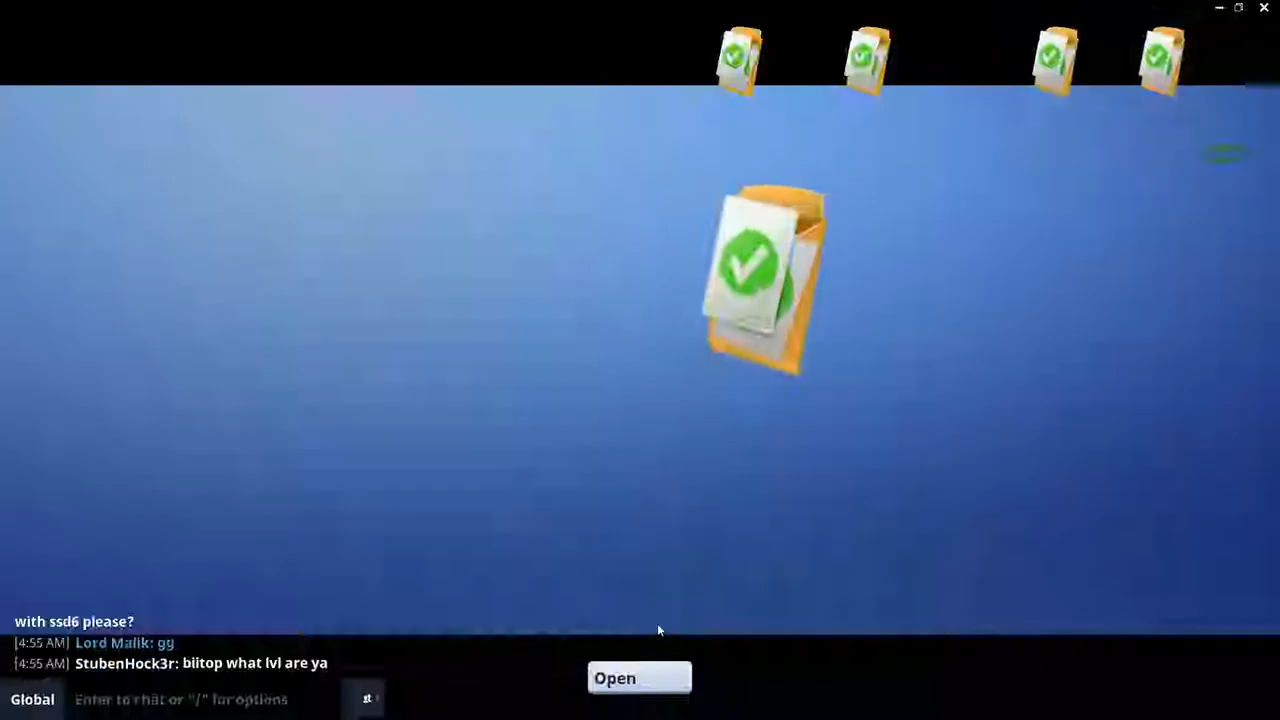 with ssd6 please?
[4:55 AM] Lord Malik: gg
[4:55 AM] StubenHock3r: biitop what lvl are ya
Open
Global Enter to chat or "/" for options